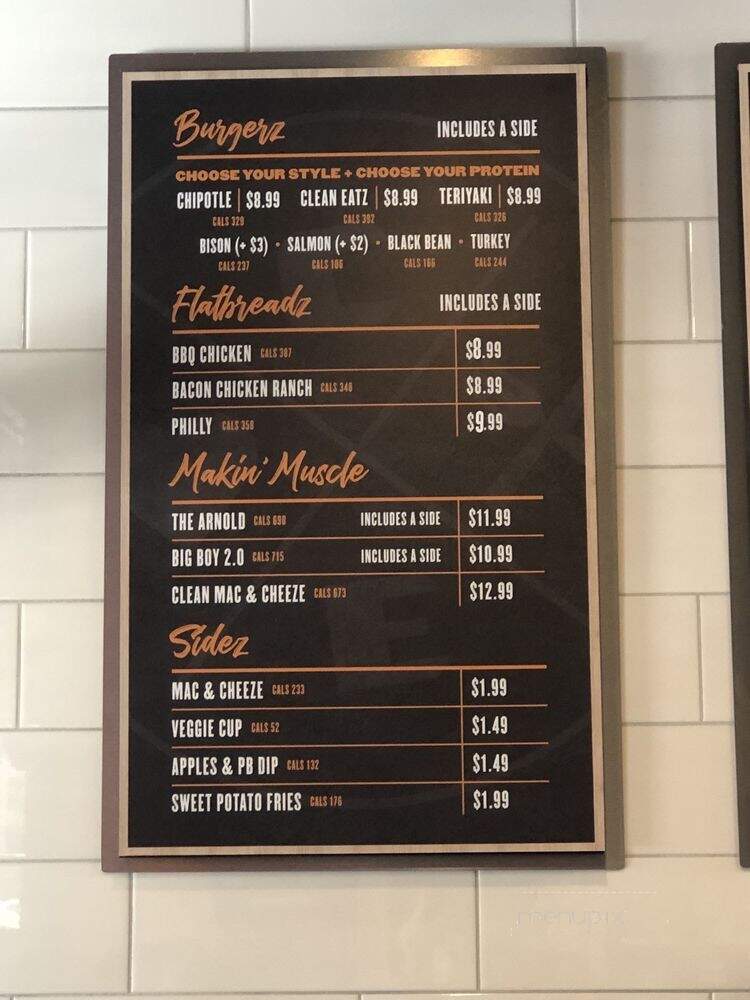 Burgerz INCLUDES A SIDE
CHOOSE YOUR STYLE + CHOOSE YOUR PROTEIN
CHIPOTLE | $8.99 CLEAN EATZ | $8.99 TERIYAKI | $8.99
CALS 329 CALS 392 CALS 326
BISON (+ $3) • SALMON (+ $2) • BLACK BEAN • TURKEY
CALS 237 CALS 106 CALS 166 CALS 244
Flatbreadz INCLUDES A SIDE
BBQ CHICKEN CALS 387 $8.99
BACON CHICKEN RANCH CALS 340 $8.99
PHILLY CALS 358 $9.99
Makin' Muscle
THE ARNOLD CALS 690 INCLUDES A SIDE $11.99
BIG BOY 2.0 CALS 715 INCLUDES A SIDE $10.99
CLEAN MAC & CHEEZE CALS 673 $12.99
Sidez
MAC & CHEEZE CALS 233 $1.99
VEGGIE CUP CALS 52 $1.49
APPLES & PB DIP CALS 132 $1.49
SWEET POTATO FRIES CALS 176 $1.99
menupix